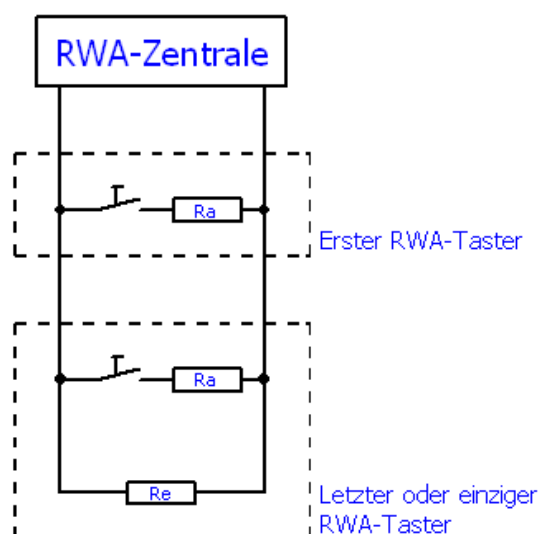 RWA-Zentrale
Ra
Erster RWA-Taster
Ra
Re
Letzter oder einziger
RWA-Taster